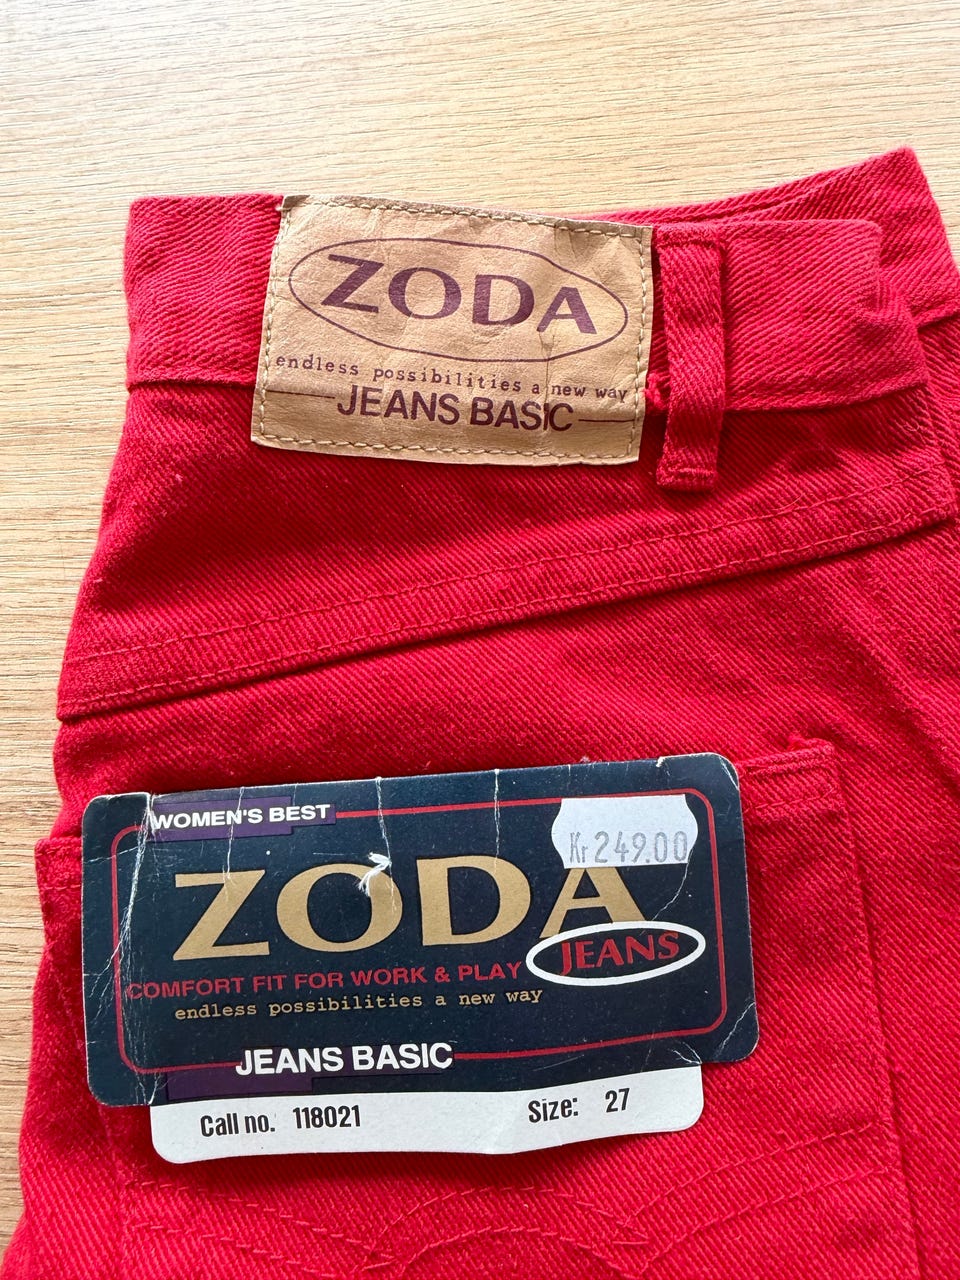 ZODA
endless possibilities a new way
JEANS BASIC
WOMEN'S BEST
Kr 249.00
ZODA
JEANS
COMFORT FIT FOR WORK & PLAY
endless possibilities a new way
JEANS BASIC
Call no. 118021 Size: 27